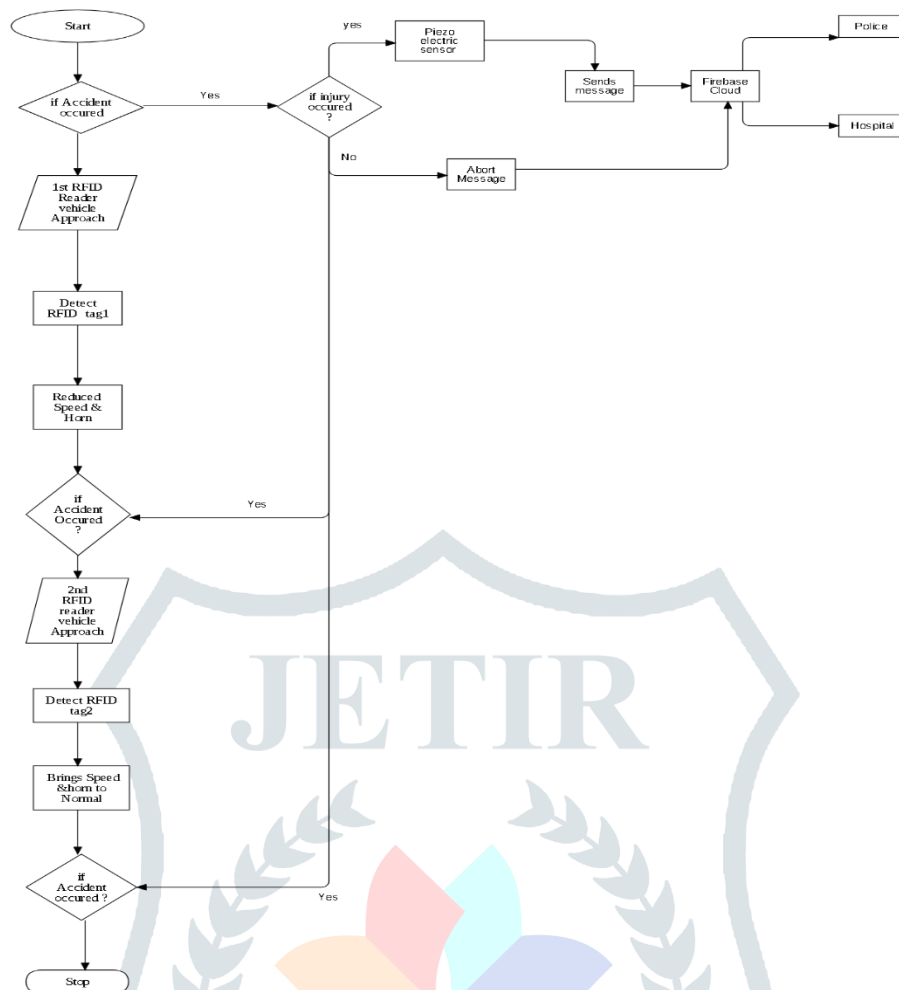 Start
if Accident
occured
Yes
if injury
occured
?
yes
Piezo
electric
sensor
Sends
message
Firebase
Cloud
Police
Hospital
No
Abort
Message
1st RFID
Reader
vehicle
Approach
Detect
RFID tag1
Reduced
Speed &
Horn
if
Accident
Occured
?
Yes
2nd
RFID
reader
vehicle
Approach
Detect RFID
tag2
Brings Speed
&horn to
Normal
if
Accident
occured ?
Yes
Stop
JETIR